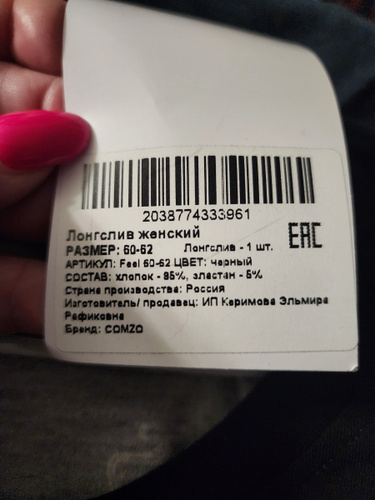 2038774333961
Лонгслив женский
РАЗМЕР: 60-62 Лонгслив - 1 шт.
EAC
АРТИКУЛ: Feel 60-62 ЦВЕТ: черный
СОСТАВ: хлопок - 95%, эластан - 5%
Страна производства: Россия
Изготовитель/ продавец: ИП Каримова Эльмира
Рафиковна
Бренд: COMZO